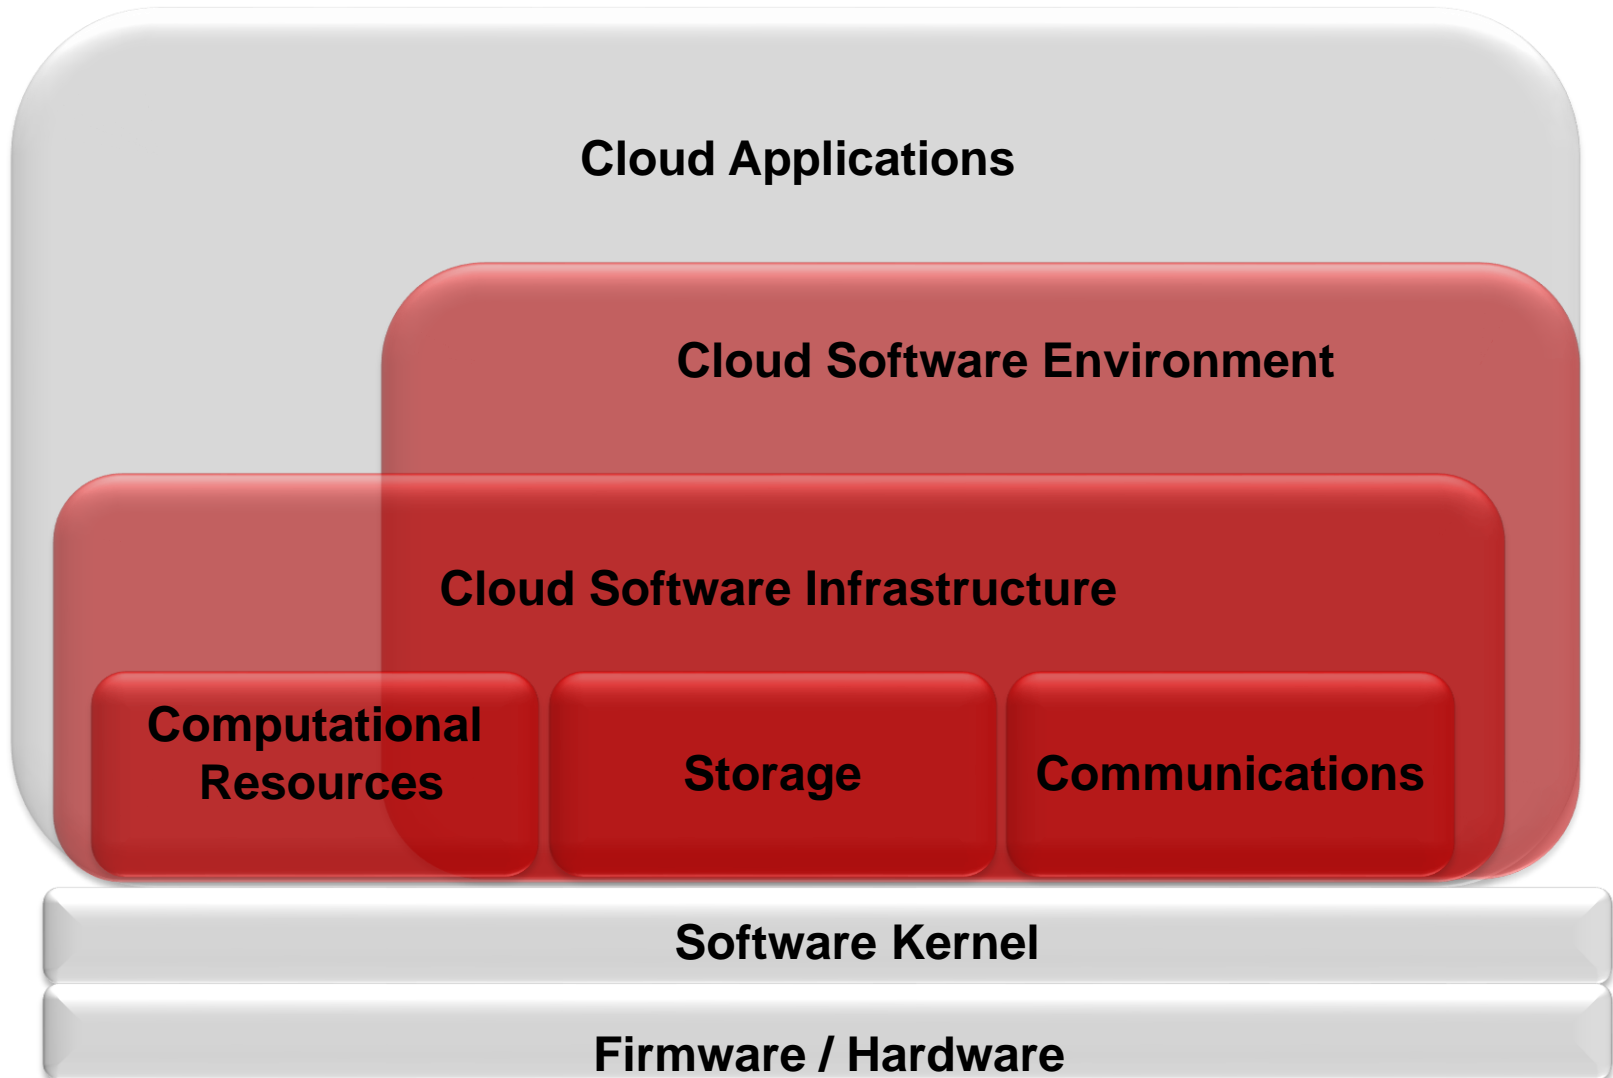 Cloud Applications
Cloud Software Environment
Cloud Software Infrastructure
Computational
Resources
Storage
Communications
Software Kernel
Firmware / Hardware